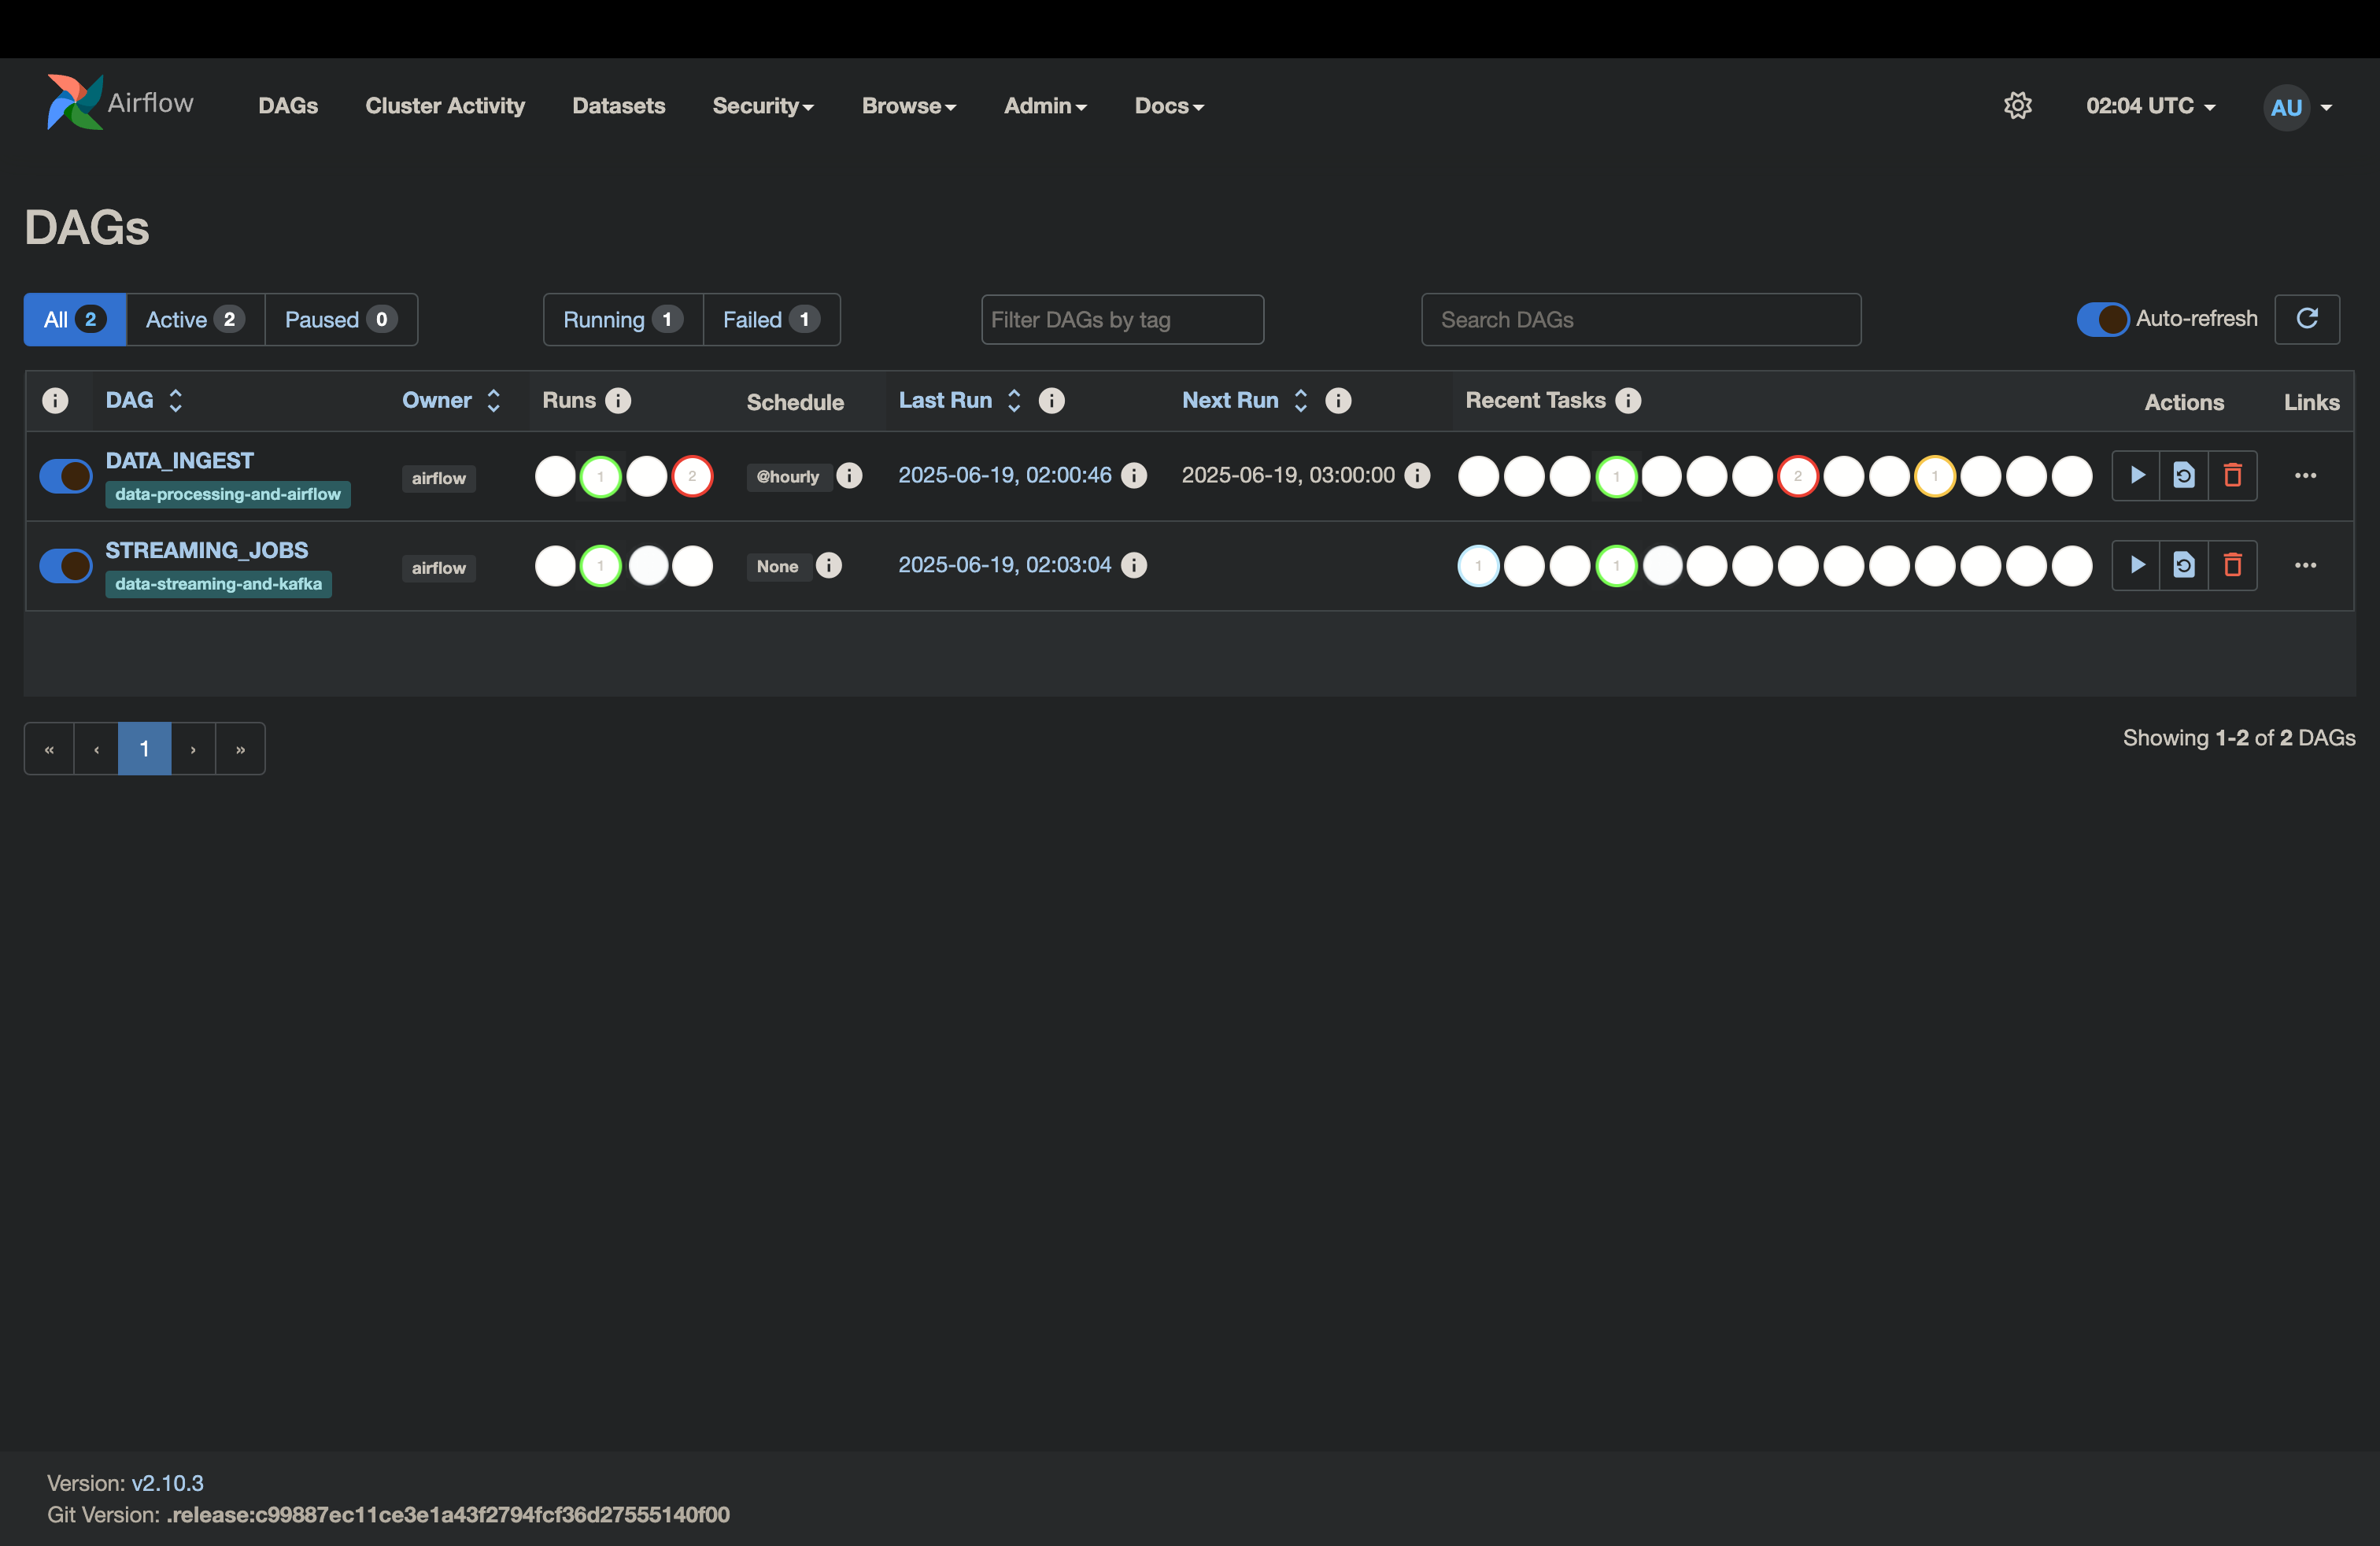 Airflow DAGs Cluster Activity Datasets Security Browse Admin Docs 02:04 UTC AU
DAGs
All 2 Active 2 Paused 0 Running 1 Failed 1 Filter DAGs by tag Search DAGs Auto-refresh
i DAG Owner Runs i Schedule Last Run i Next Run i Recent Tasks i Actions Links
DATA_INGEST
data-processing-and-airflow
airflow 1 2 @hourly i 2025-06-19, 02:00:46 i 2025-06-19, 03:00:00 i 1 2 1
STREAMING_JOBS
data-streaming-and-kafka
airflow 1 None i 2025-06-19, 02:03:04 i 1 1
« ‹ 1 › »
Showing 1-2 of 2 DAGs
Version: v2.10.3
Git Version: .release:c99887ec11ce3e1a43f2794fcf36d27555140f00